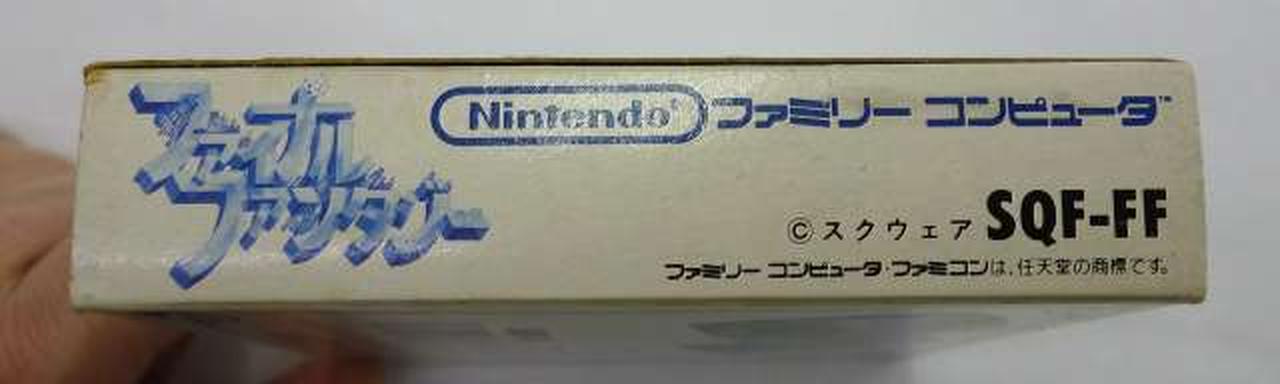 ファイナル
ファンタジー
Nintendo® ファミリー コンピュータ™
©スクウェア SQF-FF
ファミリー コンピュータ・ファミコンは、任天堂の商標です。